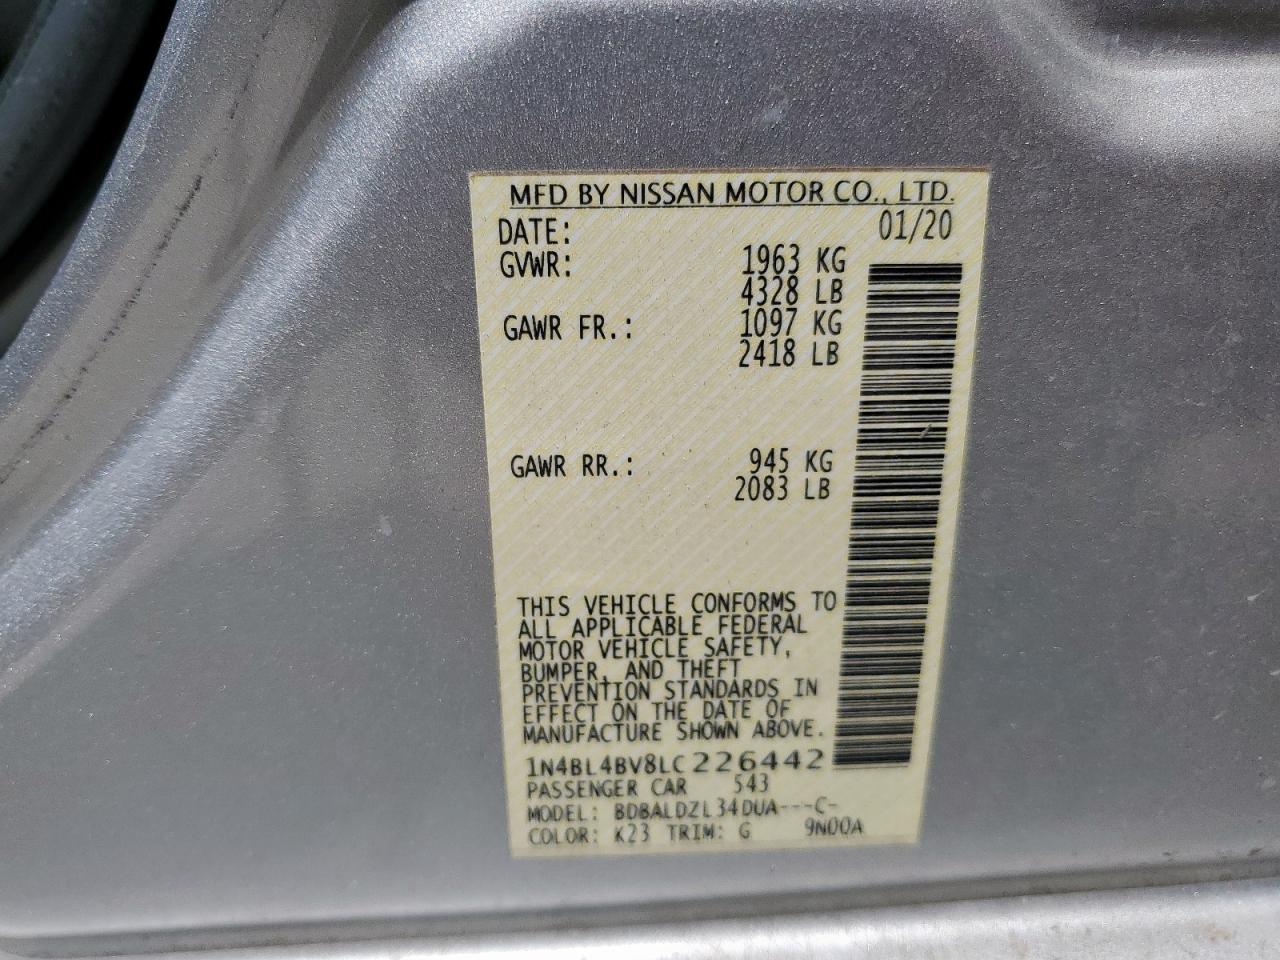 MFD BY NISSAN MOTOR CO., LTD.
DATE: 01/20
GVWR: 1963 KG
4328 LB
GAWR FR.: 1097 KG
2418 LB
GAWR RR.: 945 KG
2083 LB
THIS VEHICLE CONFORMS TO
ALL APPLICABLE FEDERAL
MOTOR VEHICLE SAFETY,
BUMPER, AND THEFT
PREVENTION STANDARDS IN
EFFECT ON THE DATE OF
MANUFACTURE SHOWN ABOVE.
1N4BL4BV8LC226442
PASSENGER CAR 543
MODEL: BDBALDZL34DUA---C-
COLOR: K23 TRIM: G 9N00A